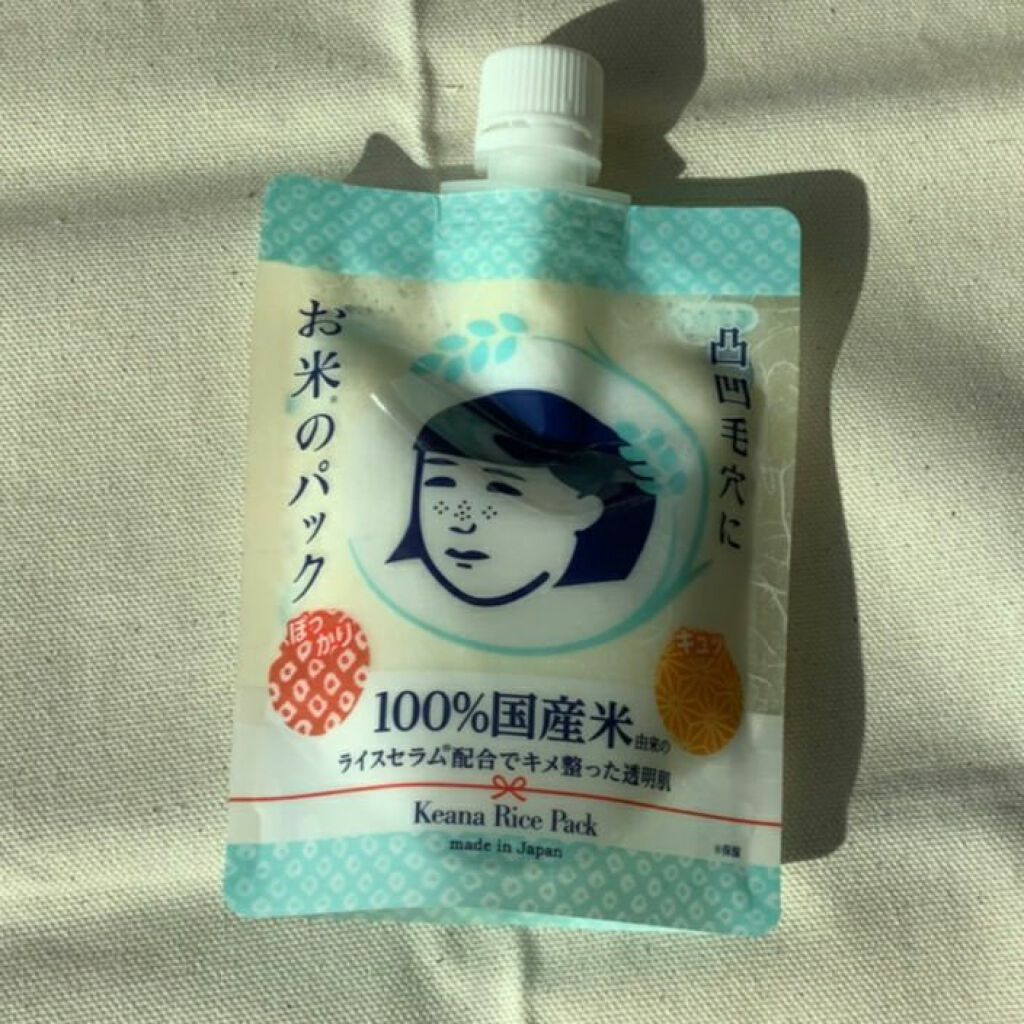 凸凹毛穴に
お米※のパック
ぽっかり
キュッ
100%国産米由来の
ライスセラム®配合でキメ整った透明肌
Keana Rice Pack
made in Japan
※保湿